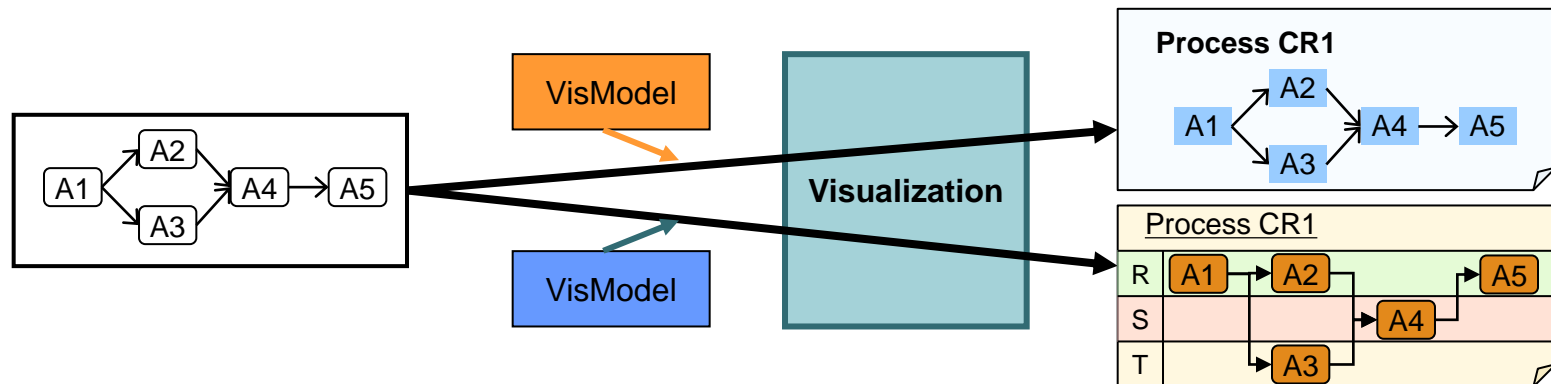 A1
A2
A3
A4
A5
VisModel
VisModel
Visualization
Process CR1
A1
A2
A3
A4
A5
Process CR1
R
A1
A2
A5
S
A4
T
A3